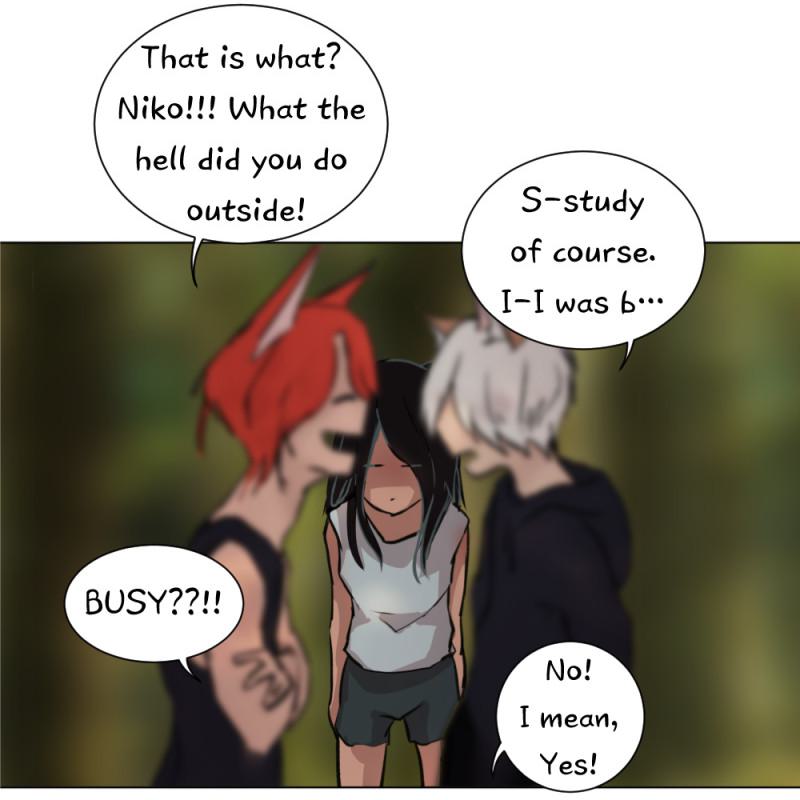 That is what?
Niko!!! What the
hell did you do
outside!
S-study
of course.
I-I was b…
BUSY??!!
No!
I mean,
Yes!